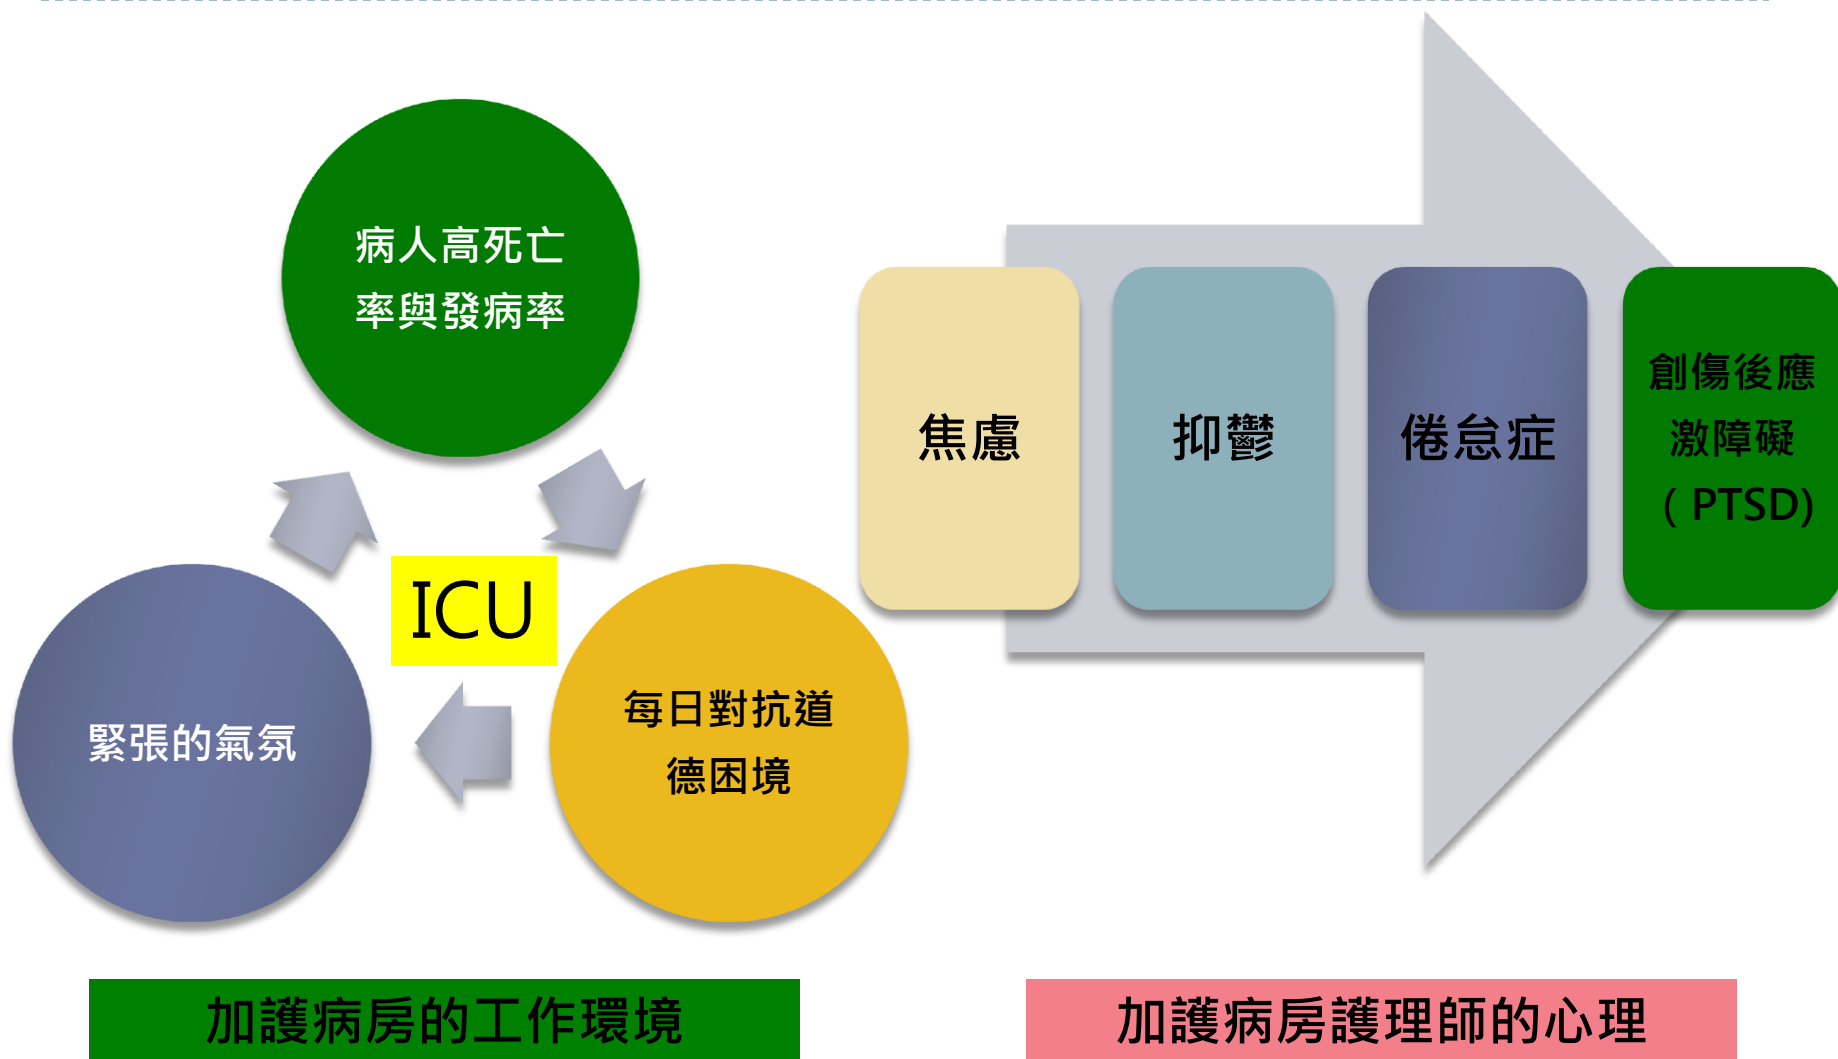 病人高死亡
率與發病率
ICU
每日對抗道
德困境
緊張的氣氛
加護病房的工作環境
焦慮
抑鬱
倦怠症
創傷後應
激障礙
( PTSD)
加護病房護理師的心理